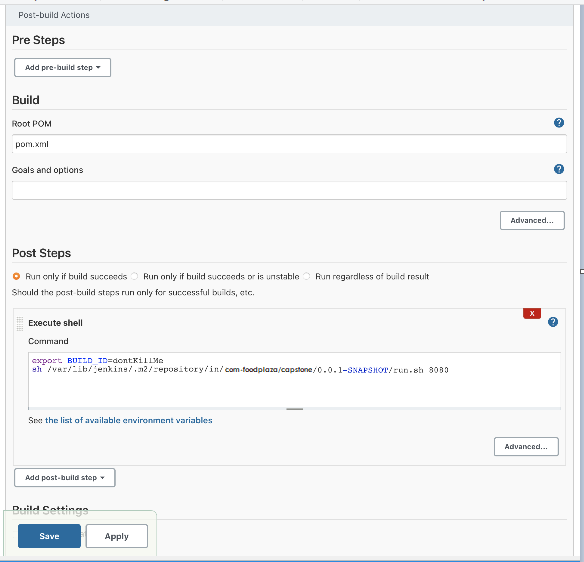 Post-build Actions
Pre Steps
Add pre-build step
Build
Root POM
?
pom.xml
Goals and options
?
Advanced...
Post Steps
Run only if build succeeds Run only if build succeeds or is unstable Run regardless of build result
Should the post-build steps run only for successful builds, etc.
X
Execute shell
?
Command
export BUILD_ID=dontKillMe
sh /var/lib/jenkins/.m2/repository/in/com-foodplaza/capstone/0.0.1-SNAPSHOT/run.sh 8080
See the list of available environment variables
Advanced...
Add post-build step
Build Settings
Save
Apply